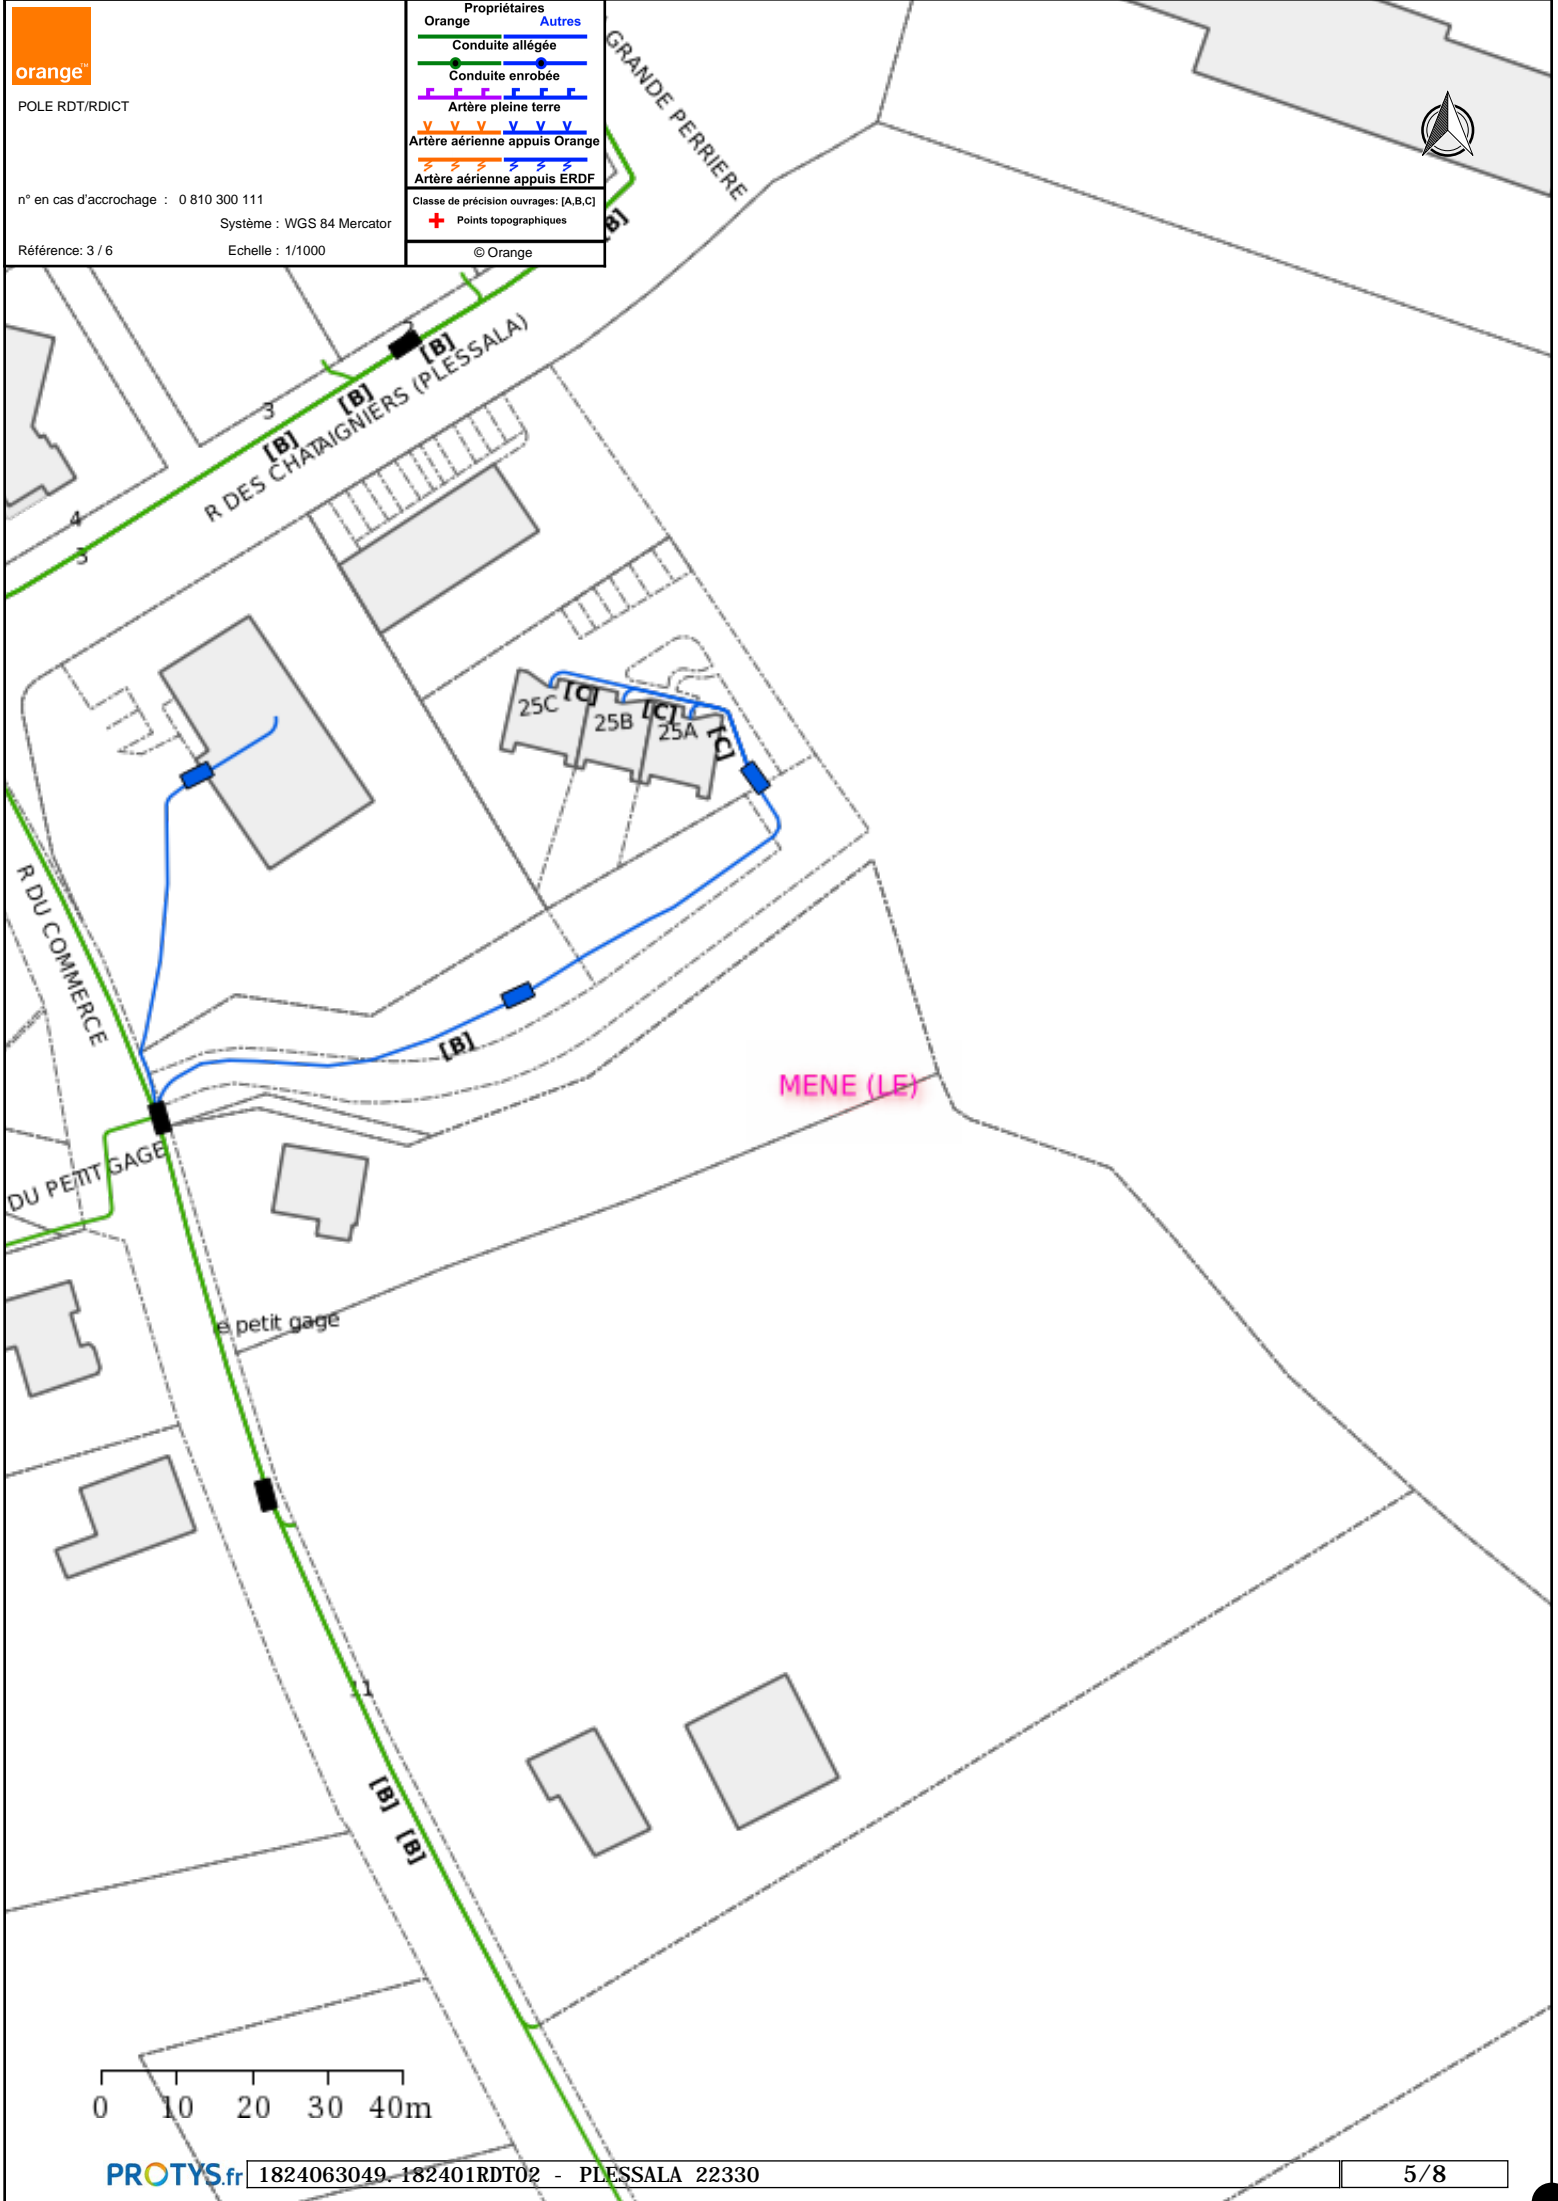 orange™
POLE RDT/RDICT
n° en cas d'accrochage : 0 810 300 111
Système : WGS 84 Mercator
Référence: 3 / 6
Echelle : 1/1000
Propriétaires
Orange Autres
Conduite allégée
Conduite enrobée
Artère pleine terre
Artère aérienne appuis Orange
Artère aérienne appuis ERDF
Classe de précision ouvrages: [A,B,C]
Points topographiques
© Orange
GRANDE PERRIERE
[B]
[B]
[B]
[B]
R DES CHATAIGNIERS (PLESSALA)
3
4
3
25C
[C]
25B
[C]
25A
[C]
R DU COMMERCE
[B]
MENE (LE)
DU PETIT GAGE
e petit gage
11
[B]
[B]
0 10 20 30 40m
PROTYS.fr
1824063049.182401RDT02 - PLESSALA 22330
5/8